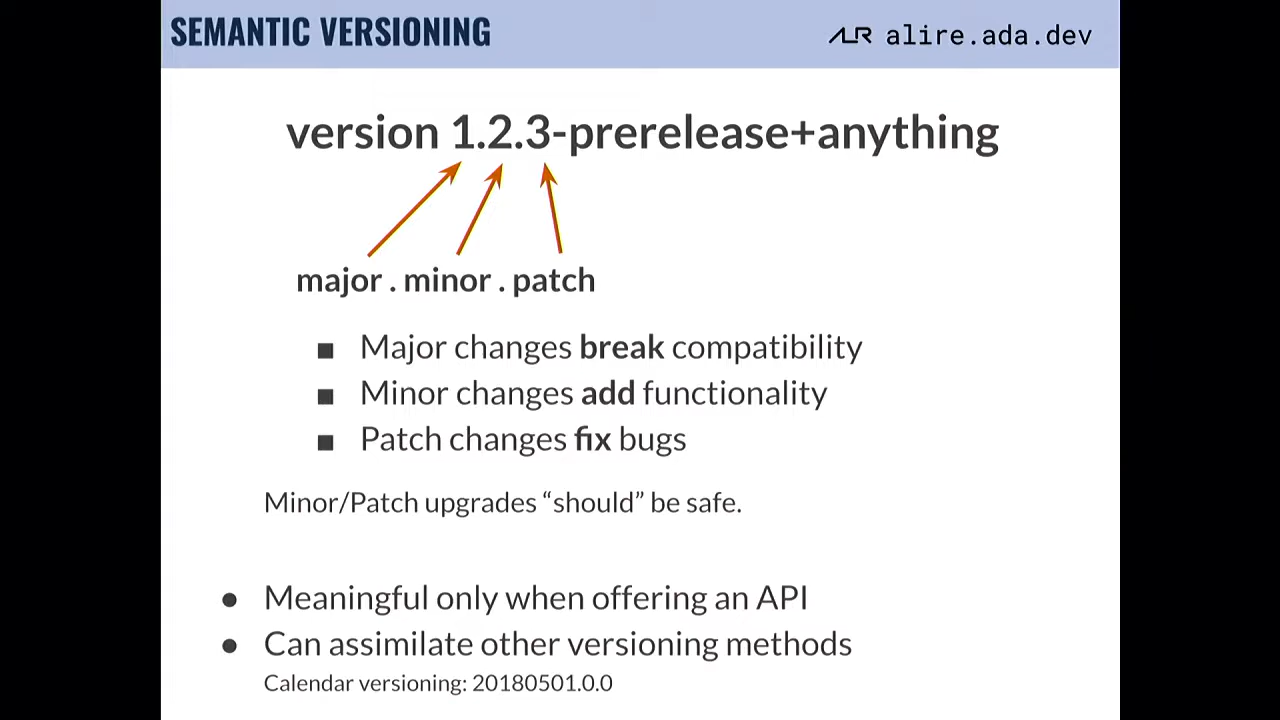 SEMANTIC VERSIONING
ALR alire.ada.dev
version 1.2.3-prerelease+anything
major . minor . patch
■ Major changes break compatibility
■ Minor changes add functionality
■ Patch changes fix bugs
Minor/Patch upgrades “should” be safe.
● Meaningful only when offering an API
● Can assimilate other versioning methods
Calendar versioning: 20180501.0.0